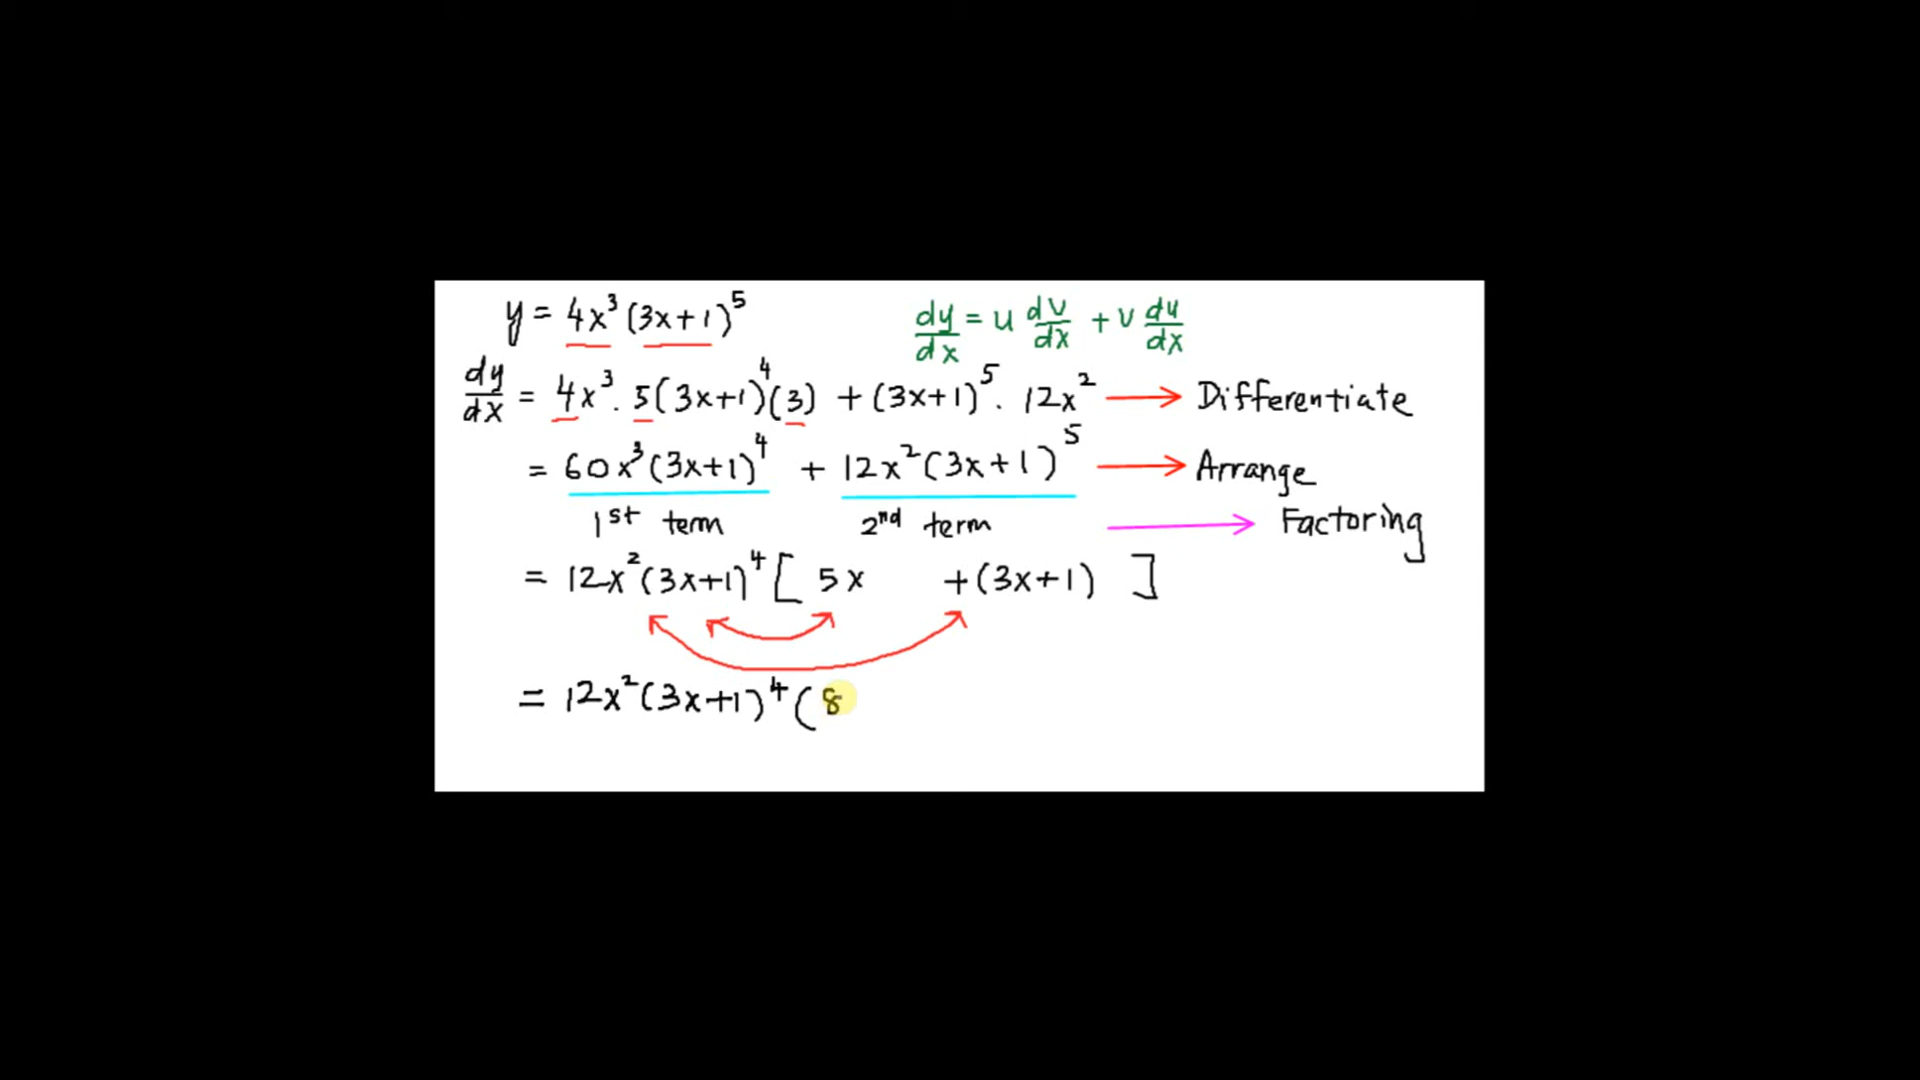 y = 4x³(3x+1)⁵
dy/dx = u dv/dx + v du/dx
dy/dx = 4x³ . 5(3x+1)⁴(3) + (3x+1)⁵ . 12x² → Differentiate
= 60x³(3x+1)⁴ + 12x²(3x+1)⁵ → Arrange
1st term 2nd term → Factoring
= 12x²(3x+1)⁴[ 5x +(3x+1) ]
= 12x²(3x+1)⁴(8